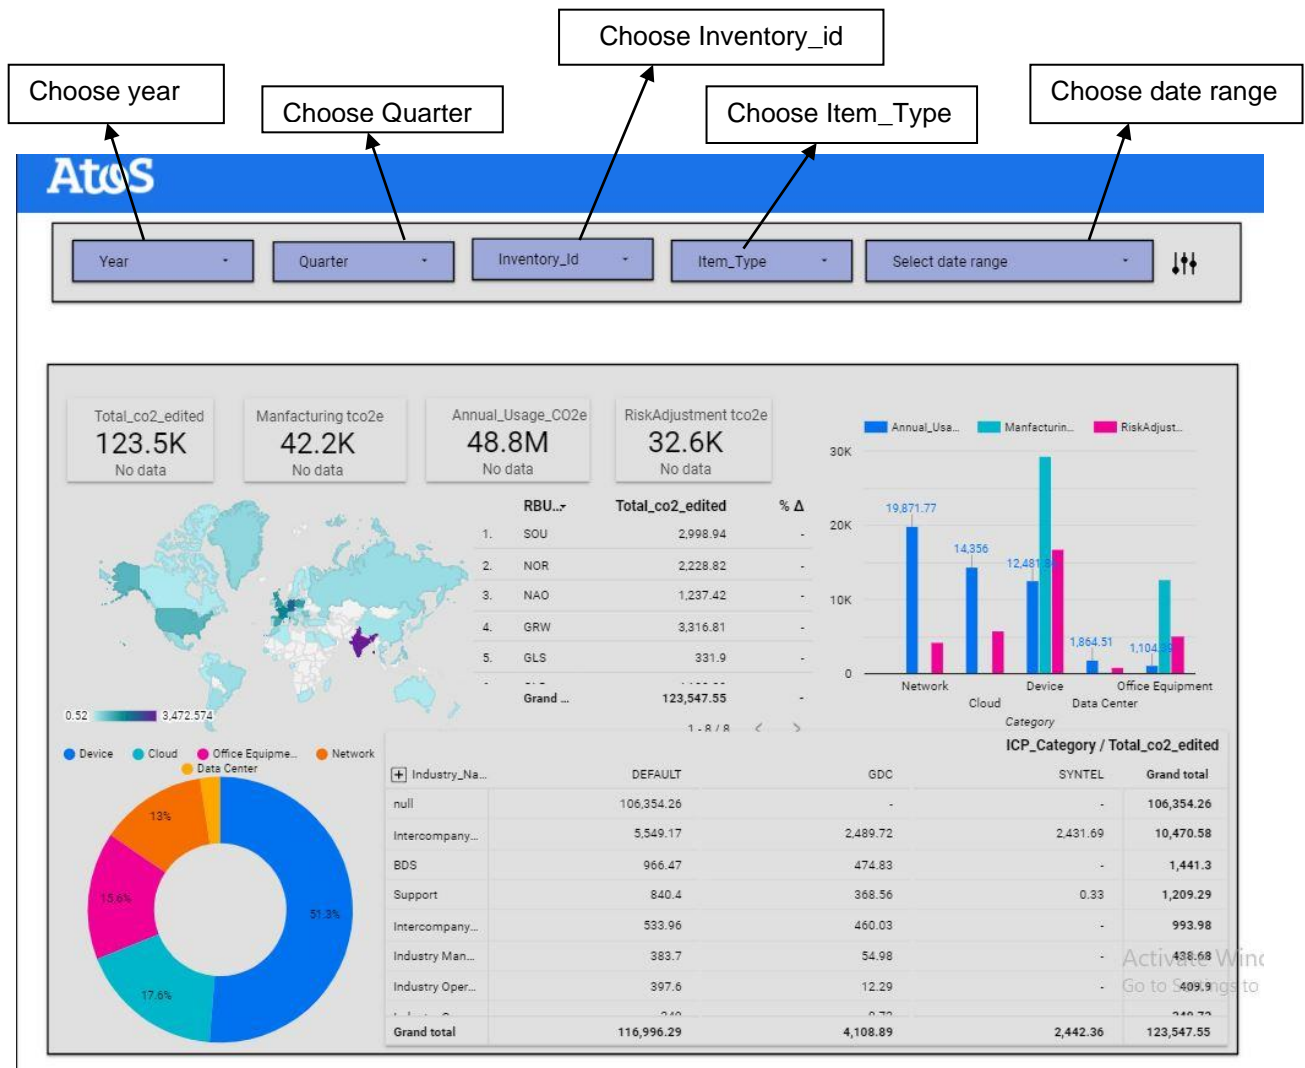 Choose Inventory_id
Choose year
Choose Quarter
Choose Item_Type
Choose date range
Atos
Year
Quarter
Inventory_Id
Item_Type
Select date range
Total_co2_edited
123.5K
No data
Manfacturing tco2e
42.2K
No data
Annual_Usage_CO2e
48.8M
No data
RiskAdjustment tco2e
32.6K
No data
Annual_Usa... Manfacturin... RiskAdjust...
30K
20K
10K
0
19,871.77
14,356
1,864.51
Network
Cloud
Device
Data Center
Office Equipment
Category
RBU... Total_co2_edited % Δ
1. SOU 2,998.94 -
2. NOR 2,228.82 -
3. NAO 1,237.42 -
4. GRW 3,316.81 -
5. GLS 331.9 -
Grand ... 123,547.55 -
1 - 8 / 8 < >
0.52 3,472.574
Device Cloud Office Equipme... Network
Data Center
13%
15.6%
51.3%
17.6%
ICP_Category / Total_co2_edited
Industry_Na... DEFAULT GDC SYNTEL Grand total
null 106,354.26 - - 106,354.26
Intercompany... 5,549.17 2,489.72 2,431.69 10,470.58
BDS 966.47 474.83 - 1,441.3
Support 840.4 368.56 0.33 1,209.29
Intercompany... 533.96 460.03 - 993.98
Industry Man... 383.7 54.98 - 438.68
Industry Oper... 397.6 12.29 - 409.9
Grand total 116,996.29 4,108.89 2,442.36 123,547.55
Activate Wind
Go to Settings to